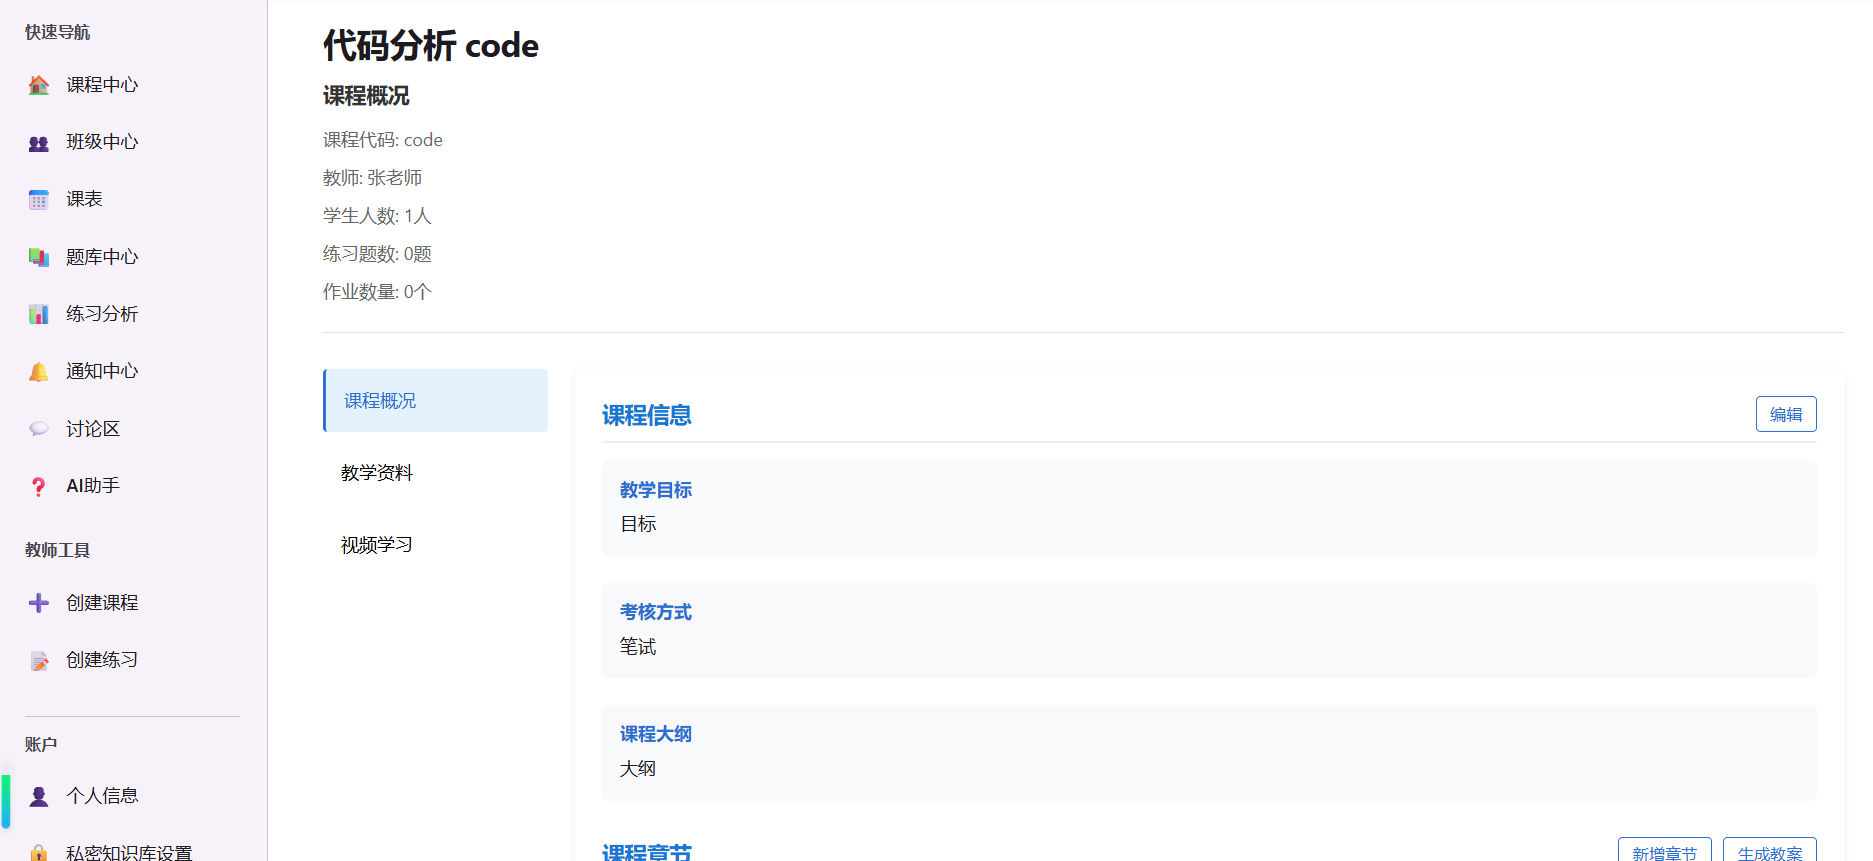 快速导航
课程中心
班级中心
课表
题库中心
练习分析
通知中心
讨论区
AI助手
教师工具
创建课程
创建练习
账户
个人信息
私密知识库设置
代码分析 code
课程概况
课程代码: code
教师: 张老师
学生人数: 1人
练习题数: 0题
作业数量: 0个
课程概况
教学资料
视频学习
课程信息
编辑
教学目标
目标
考核方式
笔试
课程大纲
大纲
课程章节
新增章节
生成教案